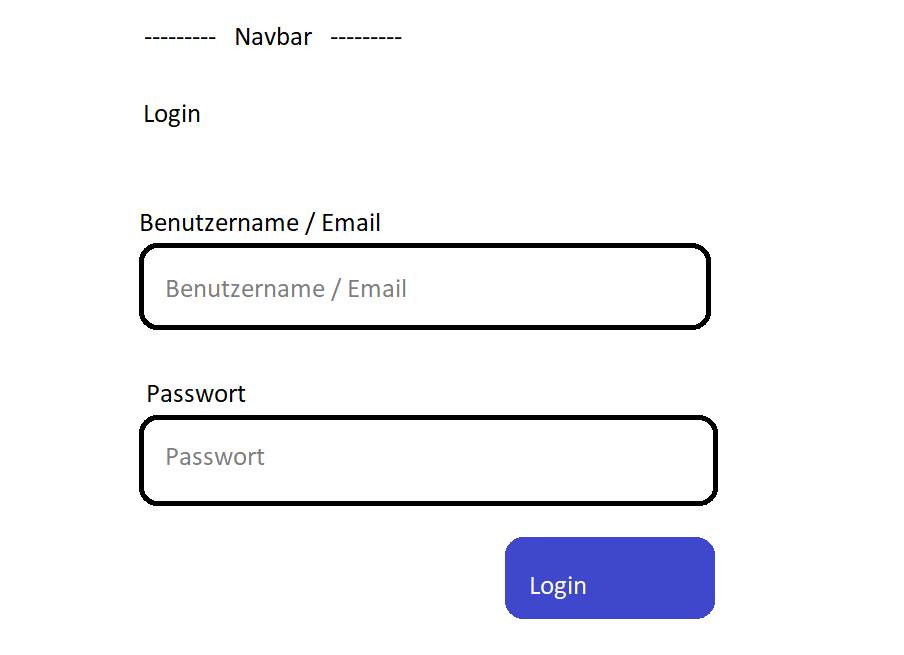 --------- Navbar ---------
Login
Benutzername / Email
Benutzername / Email
Passwort
Passwort
Login